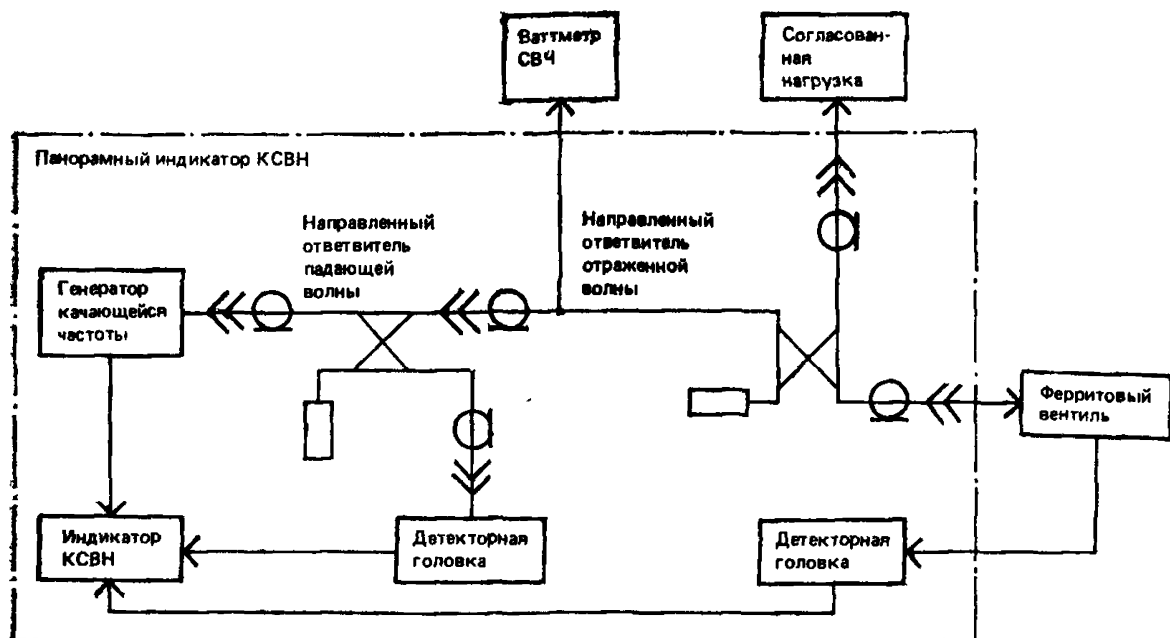 Ваттметр
СВЧ
Согласован-
ная
нагрузка
Панорамный индикатор КСВН
Направленный
ответвитель
падающей
волны
Направленный
ответвитель
отраженной
волны
Генератор
качающейся
частоты
Ферритовый
вентиль
Индикатор
КСВН
Детекторная
головка
Детекторная
головка